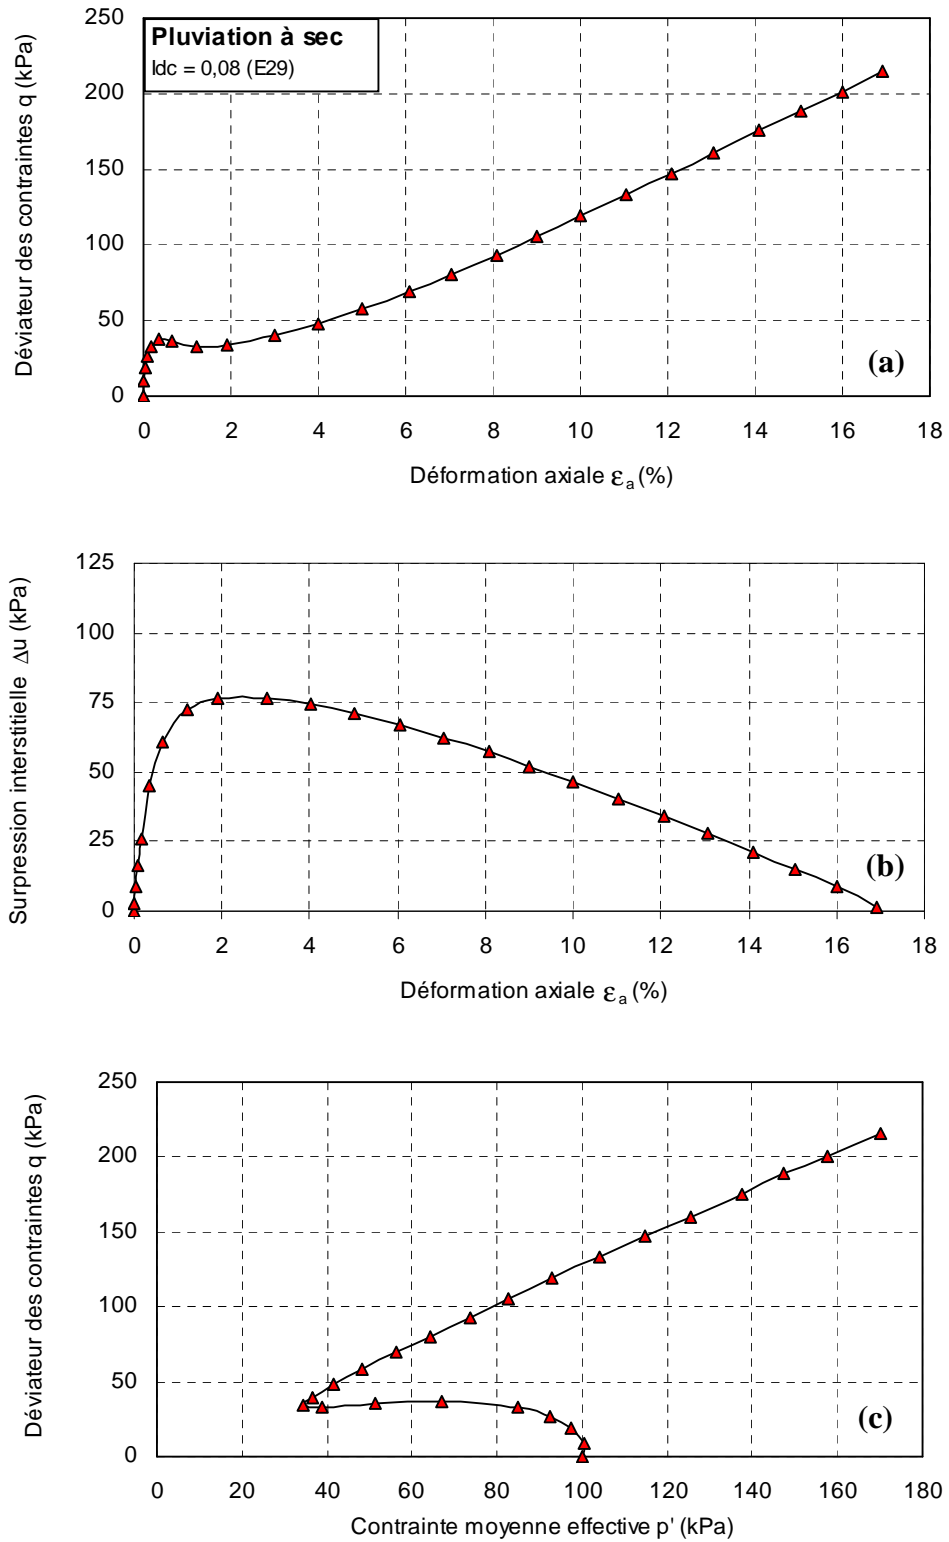 Déviateur des contraintes q (kPa)
250
200
150
100
50
0
Pluviation à sec
Idc = 0,08 (E29)
(a)
0 2 4 6 8 10 12 14 16 18
Déformation axiale εa (%)
Surpression interstitielle Δu (kPa)
125
100
75
50
25
0
(b)
0 2 4 6 8 10 12 14 16 18
Déformation axiale εa (%)
Déviateur des contraintes q (kPa)
250
200
150
100
50
0
(c)
0 20 40 60 80 100 120 140 160 180
Contrainte moyenne effective p' (kPa)